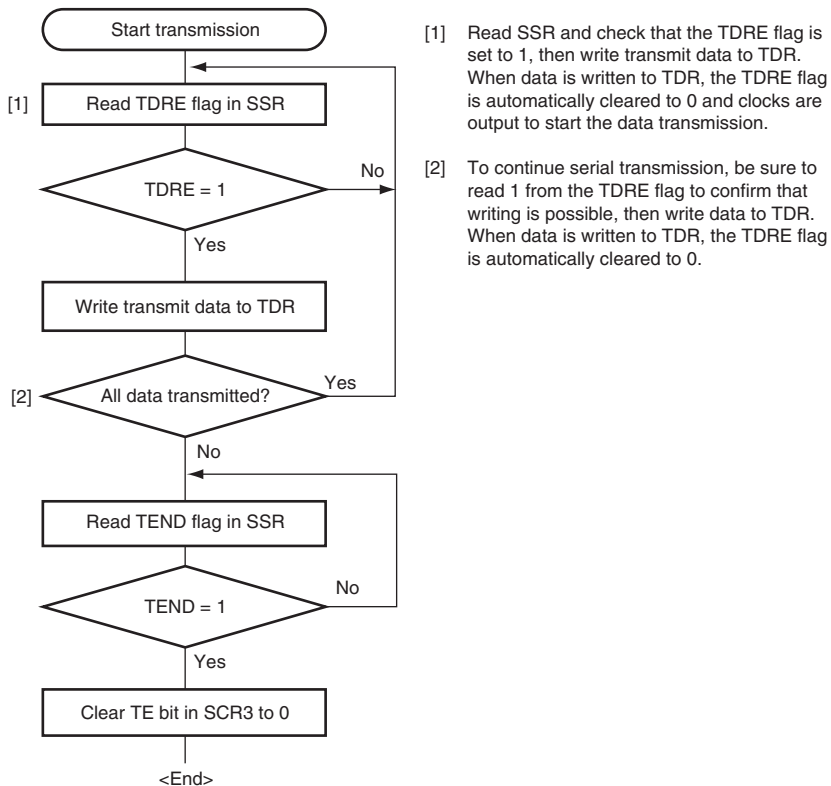 Start transmission
[1]
Read TDRE flag in SSR
TDRE = 1
No
Yes
Write transmit data to TDR
[2]
All data transmitted?
Yes
No
Read TEND flag in SSR
TEND = 1
No
Yes
Clear TE bit in SCR3 to 0
<End>
[1] Read SSR and check that the TDRE flag is
set to 1, then write transmit data to TDR.
When data is written to TDR, the TDRE flag
is automatically cleared to 0 and clocks are
output to start the data transmission.
[2] To continue serial transmission, be sure to
read 1 from the TDRE flag to confirm that
writing is possible, then write data to TDR.
When data is written to TDR, the TDRE flag
is automatically cleared to 0.